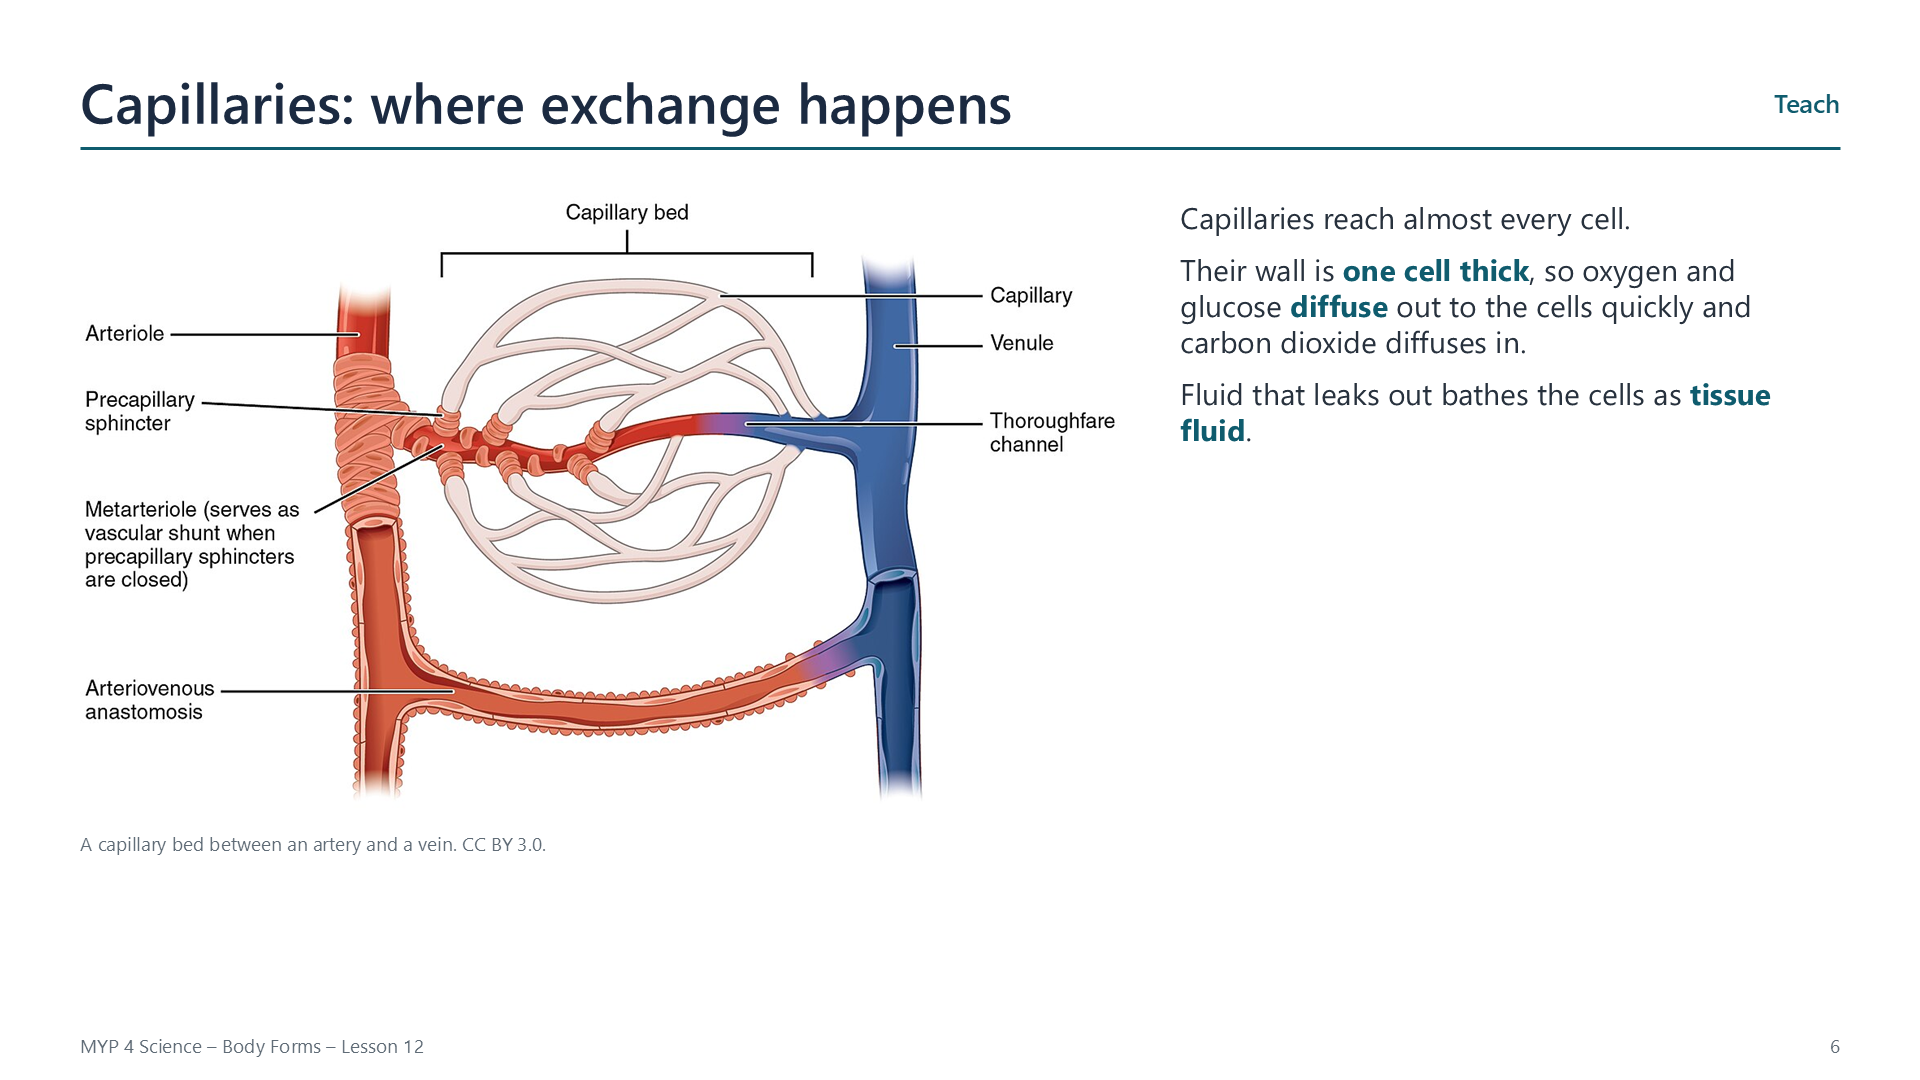 Capillaries: where exchange happens
Teach
Capillary bed
Capillary
Arteriole
Venule
Precapillary
sphincter
Thoroughfare
channel
Metarteriole (serves as
vascular shunt when
precapillary sphincters
are closed)
Arteriovenous
anastomosis
A capillary bed between an artery and a vein. CC BY 3.0.
Capillaries reach almost every cell.
Their wall is one cell thick, so oxygen and
glucose diffuse out to the cells quickly and
carbon dioxide diffuses in.
Fluid that leaks out bathes the cells as tissue
fluid.
MYP 4 Science – Body Forms – Lesson 12
6